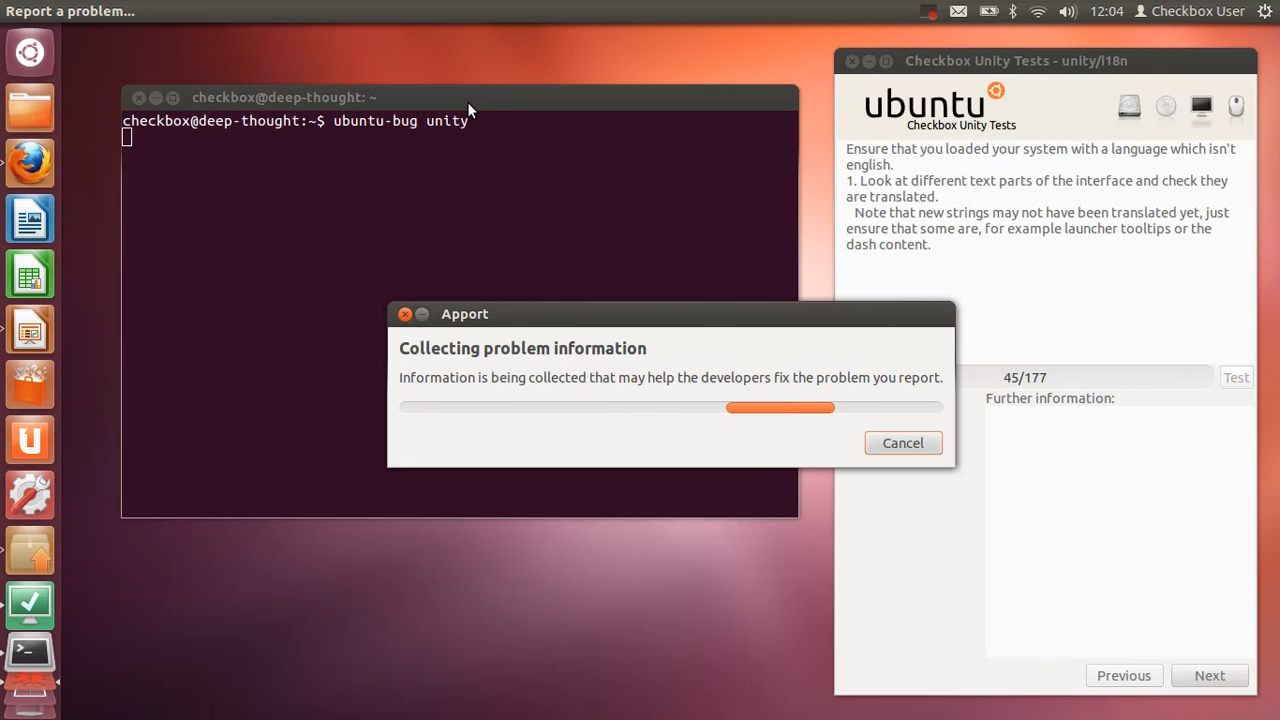 Report a problem...
12:04
Checkbox User
checkbox@deep-thought: ~
checkbox@deep-thought:~$ ubuntu-bug unity
Checkbox Unity Tests - unity/i18n
ubuntu
Checkbox Unity Tests
Ensure that you loaded your system with a language which isn't
english.
1. Look at different text parts of the interface and check they
are translated.
Note that new strings may not have been translated yet, just
ensure that some are, for example launcher tooltips or the
dash content.
Apport
Collecting problem information
Information is being collected that may help the developers fix the problem you report.
Cancel
45/177
Test
Further information:
Previous
Next